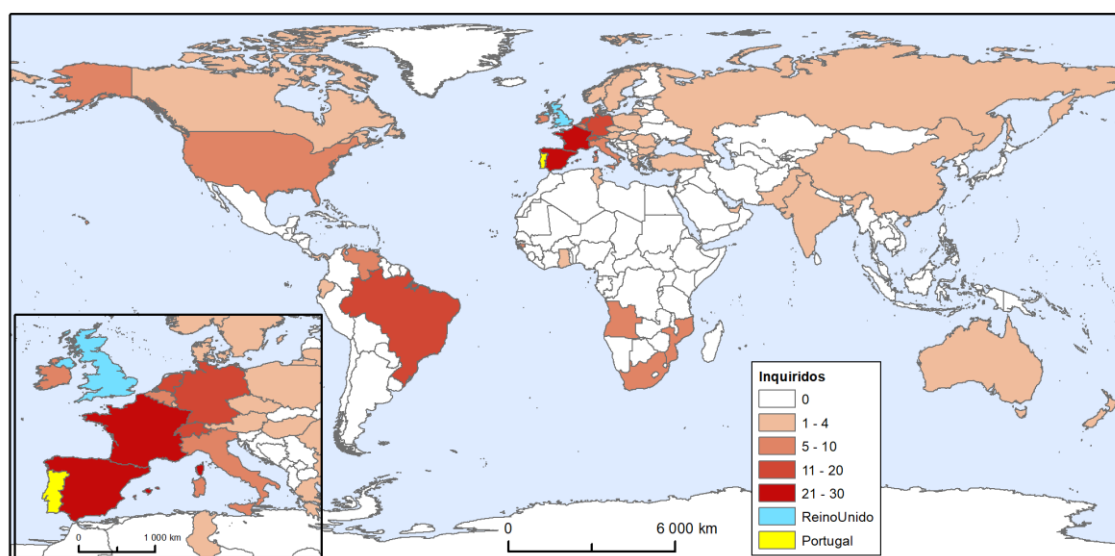 Inquiridos
0
1 - 4
5 - 10
11 - 20
21 - 30
ReinoUnido
Portugal
0 1 000 km
0 6 000 km